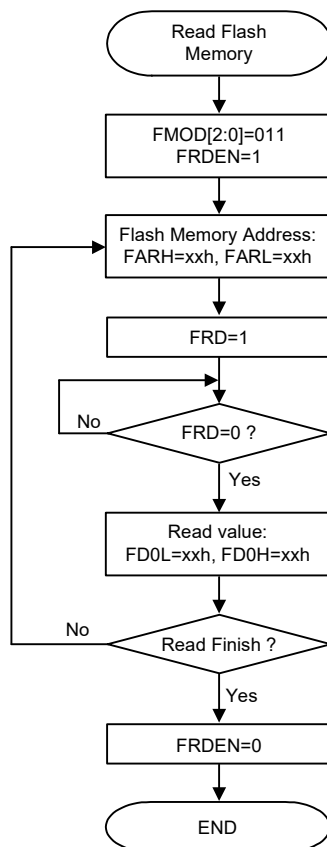 Read Flash
Memory
FMOD[2:0]=011
FRDEN=1
Flash Memory Address:
FARH=xxh, FARL=xxh
FRD=1
No
FRD=0 ?
Yes
Read value:
FD0L=xxh, FD0H=xxh
No
Read Finish ?
Yes
FRDEN=0
END